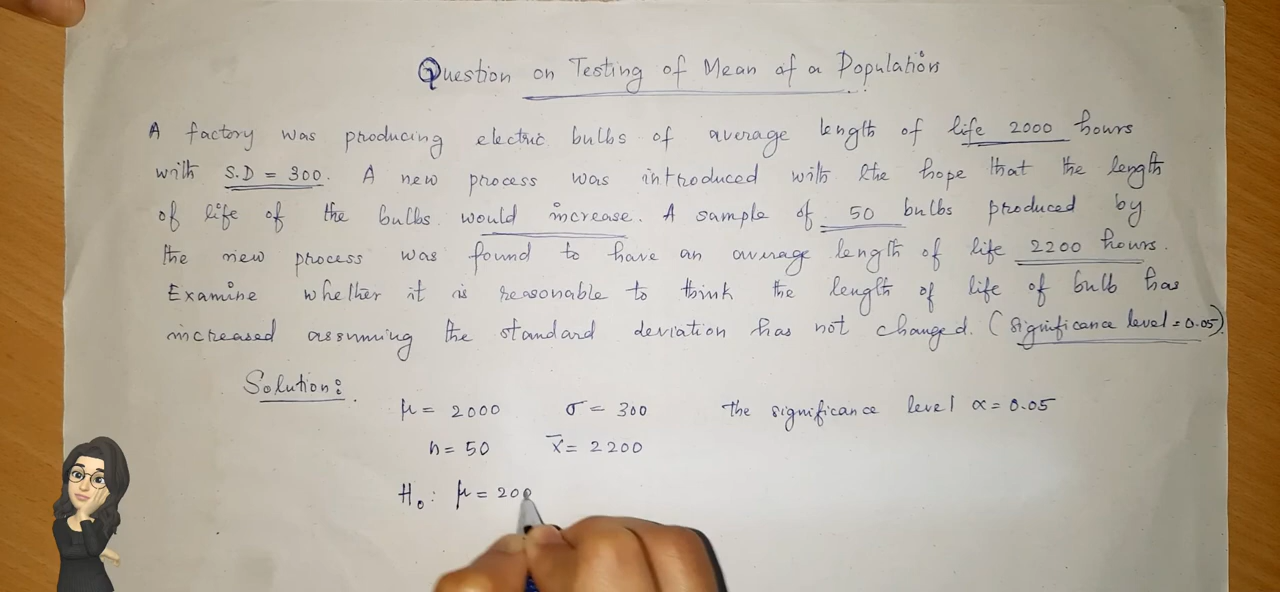 Question on Testing of Mean of a Population
A factory was producing electric bulbs of average length of life 2000 hours
with S.D = 300. A new process was introduced with the hope that the length
of life of the bulbs would increase. A sample of 50 bulbs produced by
the new process was found to have an average length of life 2200 hours.
Examine whether it is reasonable to think the length of life of bulb has
increased assuming the standard deviation has not changed. (Significance level = 0.05)
Solution:
μ = 2000 σ = 300 The significance level α = 0.05
n = 50 x̄ = 2200
H₀: μ = 200